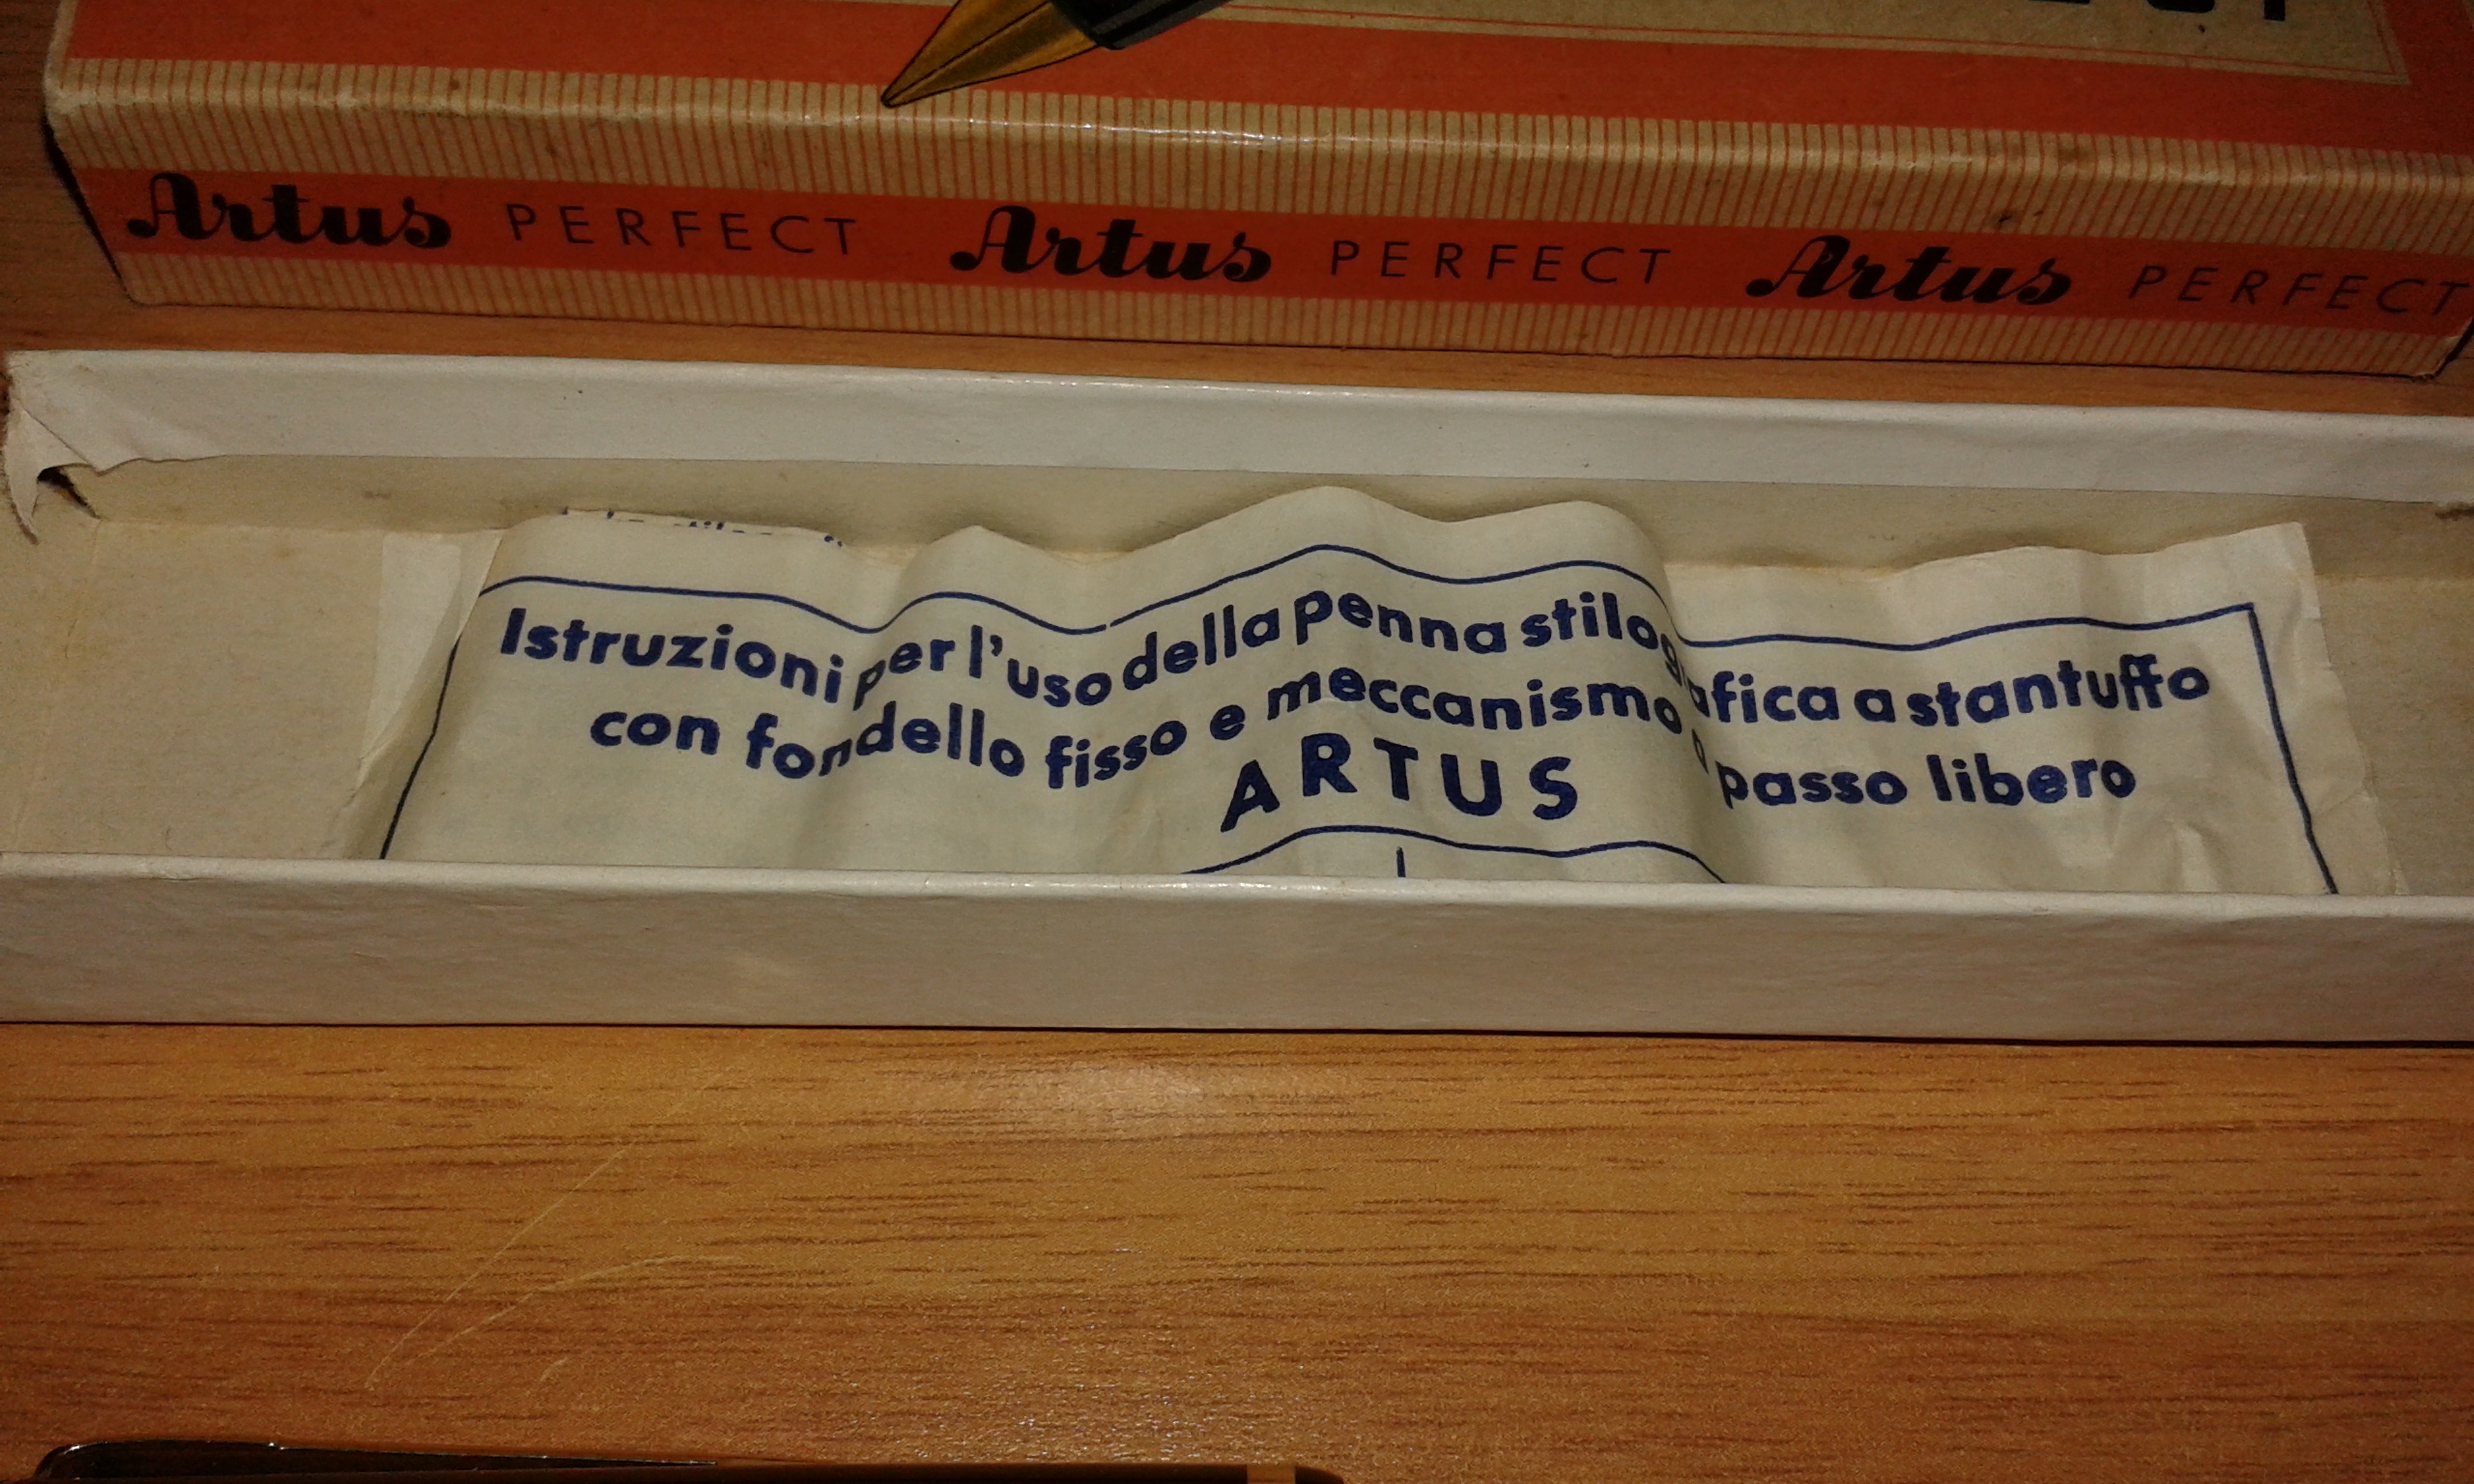 Artus PERFECT Artus PERFECT Artus PERFECT
Istruzioni per l'uso della penna stilografica a stantuffo
con fondello fisso e meccanismo a passo libero
ARTUS